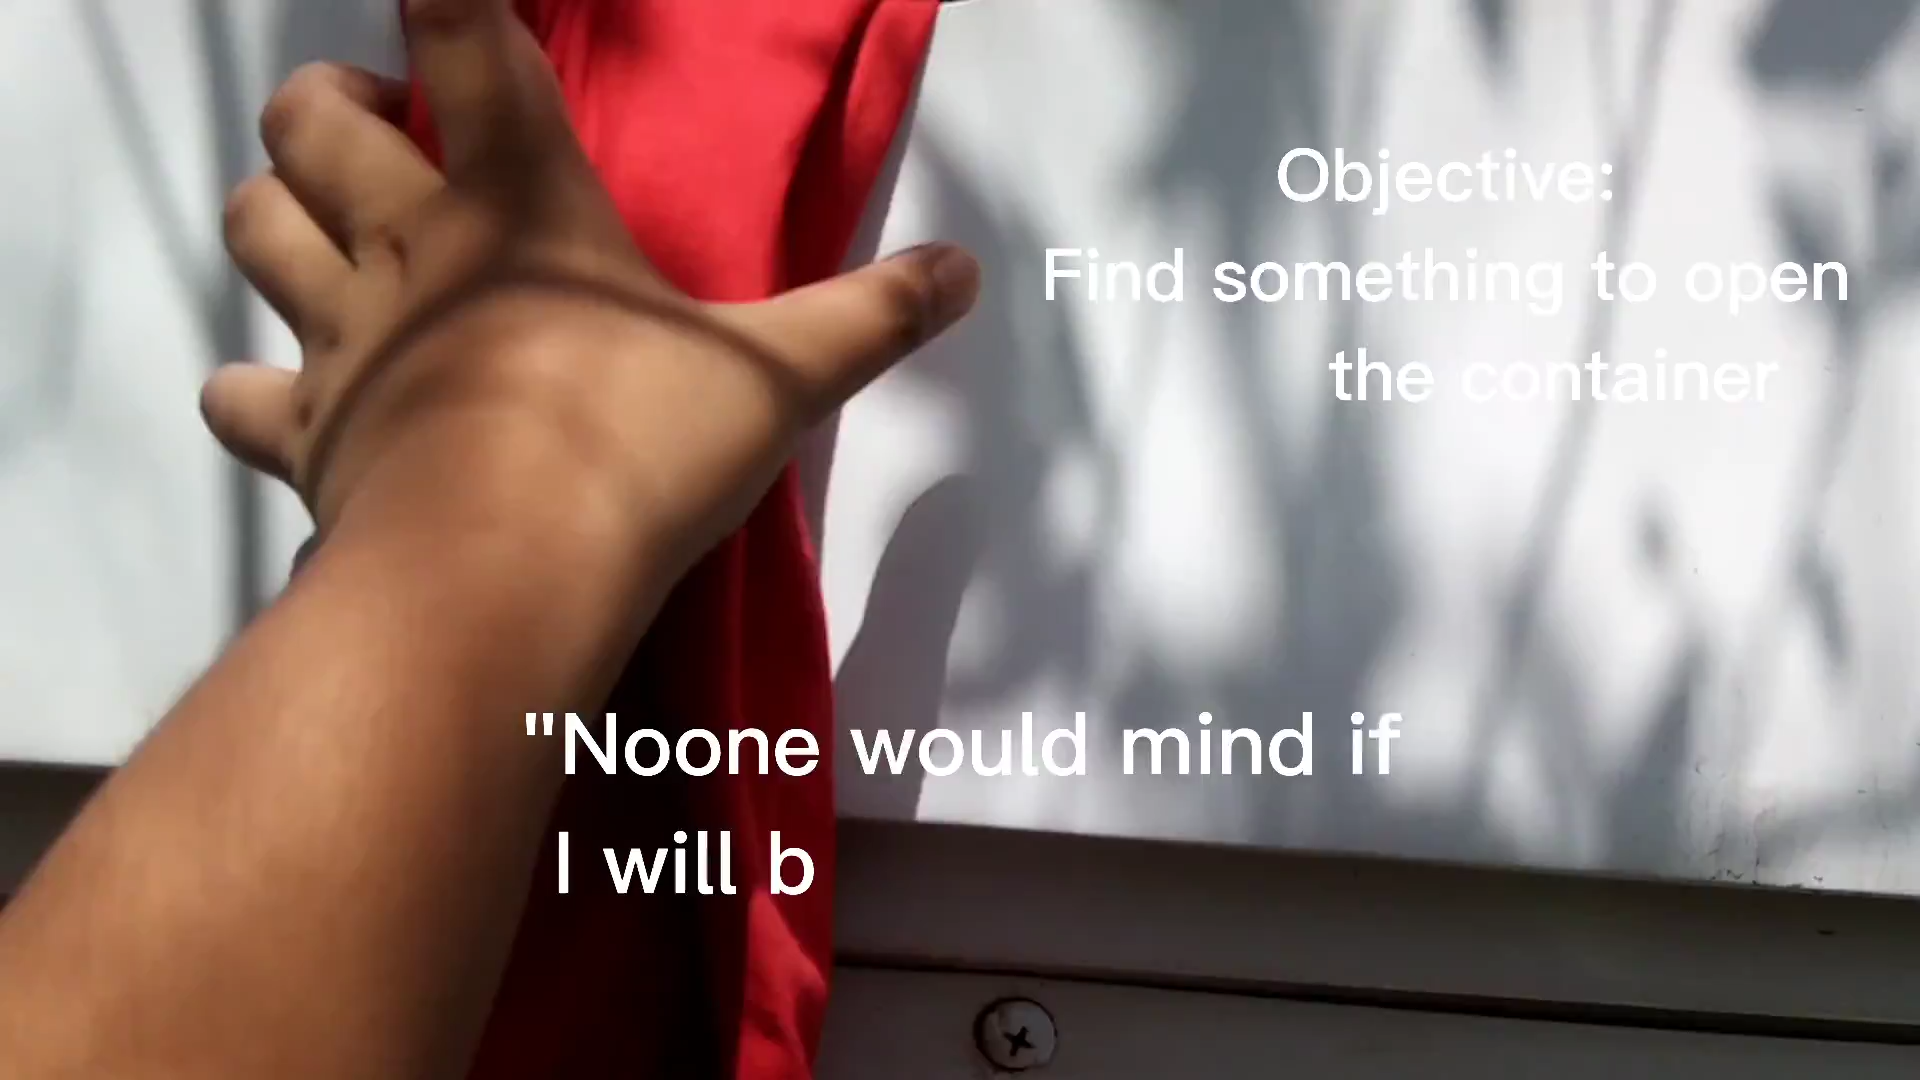 Objective:
Find something to open
the container
"Noone would mind if
I will b